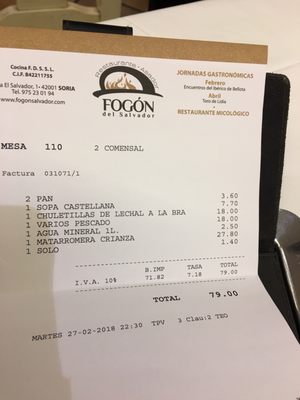 Cocina F. D. S. S. L.
C.I.F. B42211755
El Salvador, 1 • 42001 SORIA
Tel. 975 23 01 94
www.fogonsalvador.com
Restaurante - Asador
FOGÓN
del Salvador
JORNADAS GASTRONÓMICAS
Febrero
Encuentros del Ibérico de Bellota
Abril
Toro de Lidia
RESTAURANTE MICOLÓGICO
MESA 110 2 COMENSAL
Factura 031071/1
2 PAN 3.60
1 SOPA CASTELLANA 7.70
1 CHULETILLAS DE LECHAL A LA BRA 18.00
1 VARIOS PESCADO 18.00
1 AGUA MINERAL 1L. 2.50
1 MATARROMERA CRIANZA 27.80
1 SOLO 1.40
B.IMP TASA TOTAL
I.V.A. 10% 71.82 7.18 79.00
TOTAL 79.00
MARTES 27-02-2018 22:30 TPV 3 Clau:2 TEO